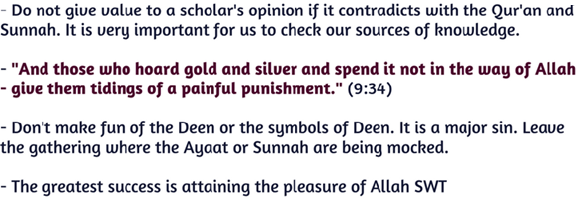 - Do not give value to a scholar's opinion if it contradicts with the Qur'an and
Sunnah. It is very important for us to check our sources of knowledge.
- "And those who hoard gold and silver and spend it not in the way of Allah
- give them tidings of a painful punishment." (9:34)
- Don't make fun of the Deen or the symbols of Deen. It is a major sin. Leave
the gathering where the Ayaat or Sunnah are being mocked.
- The greatest success is attaining the pleasure of Allah SWT